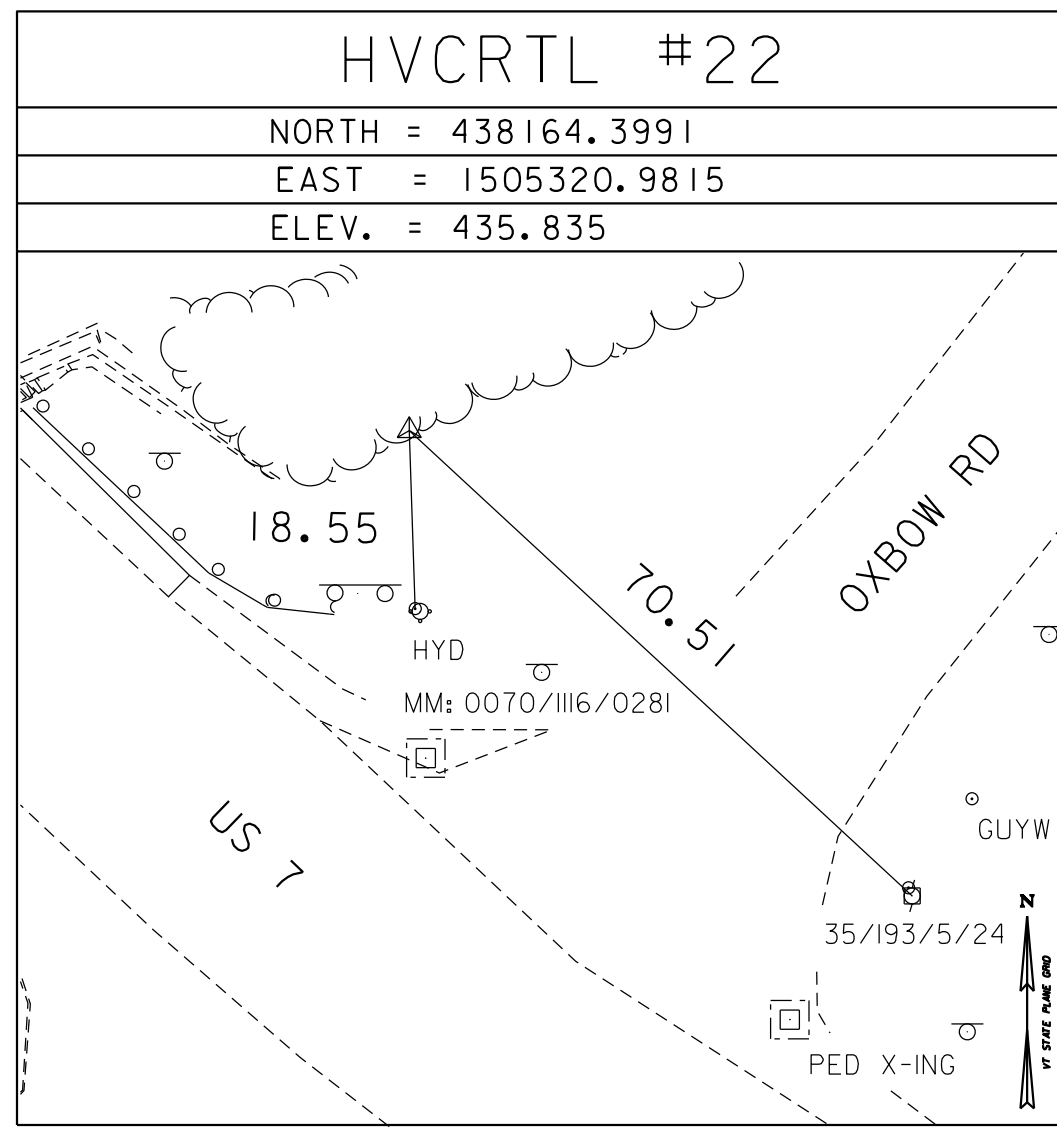 HVCRTL #22
NORTH = 438164.3991
EAST = 1505320.9815
ELEV. = 435.835
OXBOW RD
18.55
70.51
HYD
MM: 0070/1116/0281
US 7
GUYW
35/193/5/24
N
VT STATE PLANE GRID
PED X-ING